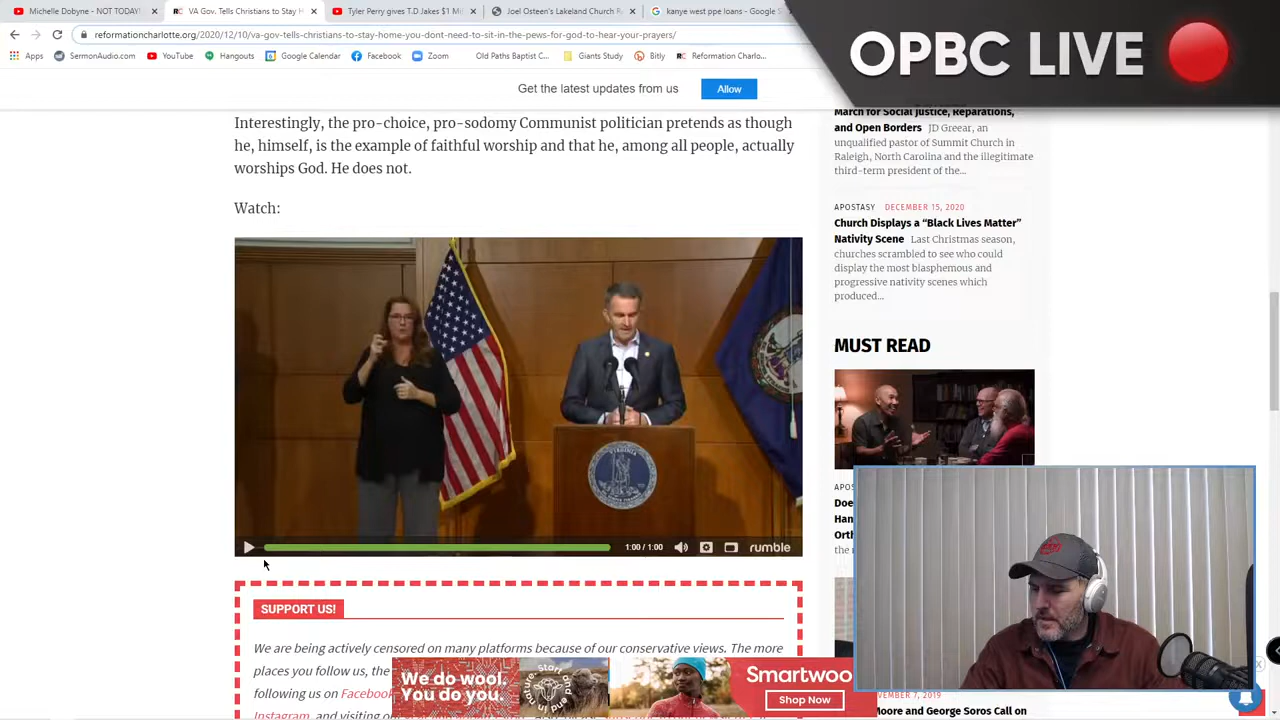 Michelle Dobyne - NOT TODAY!
VA Gov. Tells Christians to Stay H
Tyler Perry gives T.D.Jakes $1 Mi
Joel Osteen's Lakeland Church R
kanye west ppe loans - Google S
reformationcharlotte.org/2020/12/10/va-gov-tells-christians-to-stay-home-you-dont-need-to-sit-in-the-pews-for-god-to-hear-your-prayers/
OPBC LIVE
Apps
SermonAudio.com
YouTube
Hangouts
Google Calendar
Facebook
Zoom
Old Paths Baptist C...
Giants Study
Bitly
Reformation Charlo...
Get the latest updates from us
Allow
terestingly, the pro-choice, pro-sodomy Communist politician pretends as though
he, himself, is the example of faithful worship and that he, among all people, actually
worships God. He does not.
Watch:
1:00 / 1:00
rumble
SUPPORT US!
We are being actively censored on many platforms because of our conservative views. The more
places you follow us, the
following us on Facebook
Instagram, and visiting
March for Social Justice, Reparations,
and Open Borders JD Greear, an
unqualified pastor of Summit Church in
Raleigh, North Carolina and the illegitimate
third-term president of the...
APOSTASY DECEMBER 15, 2020
Church Displays a “Black Lives Matter”
Nativity Scene Last Christmas season,
churches scrambled to see who could
display the most blasphemous and
progressive nativity scenes which
produced...
MUST READ
APOS
Doe
Han
Orth
the
VEMBER 7, 2019
Moore and George Soros Call on
We do wool.
You do you.
Smartwoo
Shop Now